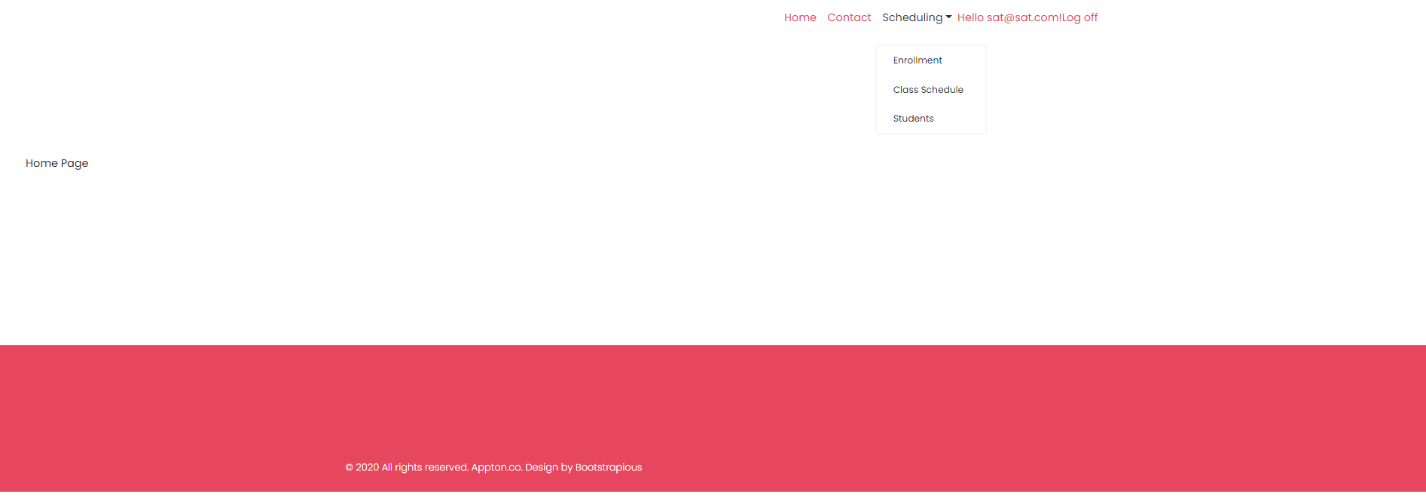 Home Contact Scheduling Hello sat@sat.com!Log off
Enrollment
Class Schedule
Students
Home Page
© 2020 All rights reserved. Appton.co. Design by Bootstrapious